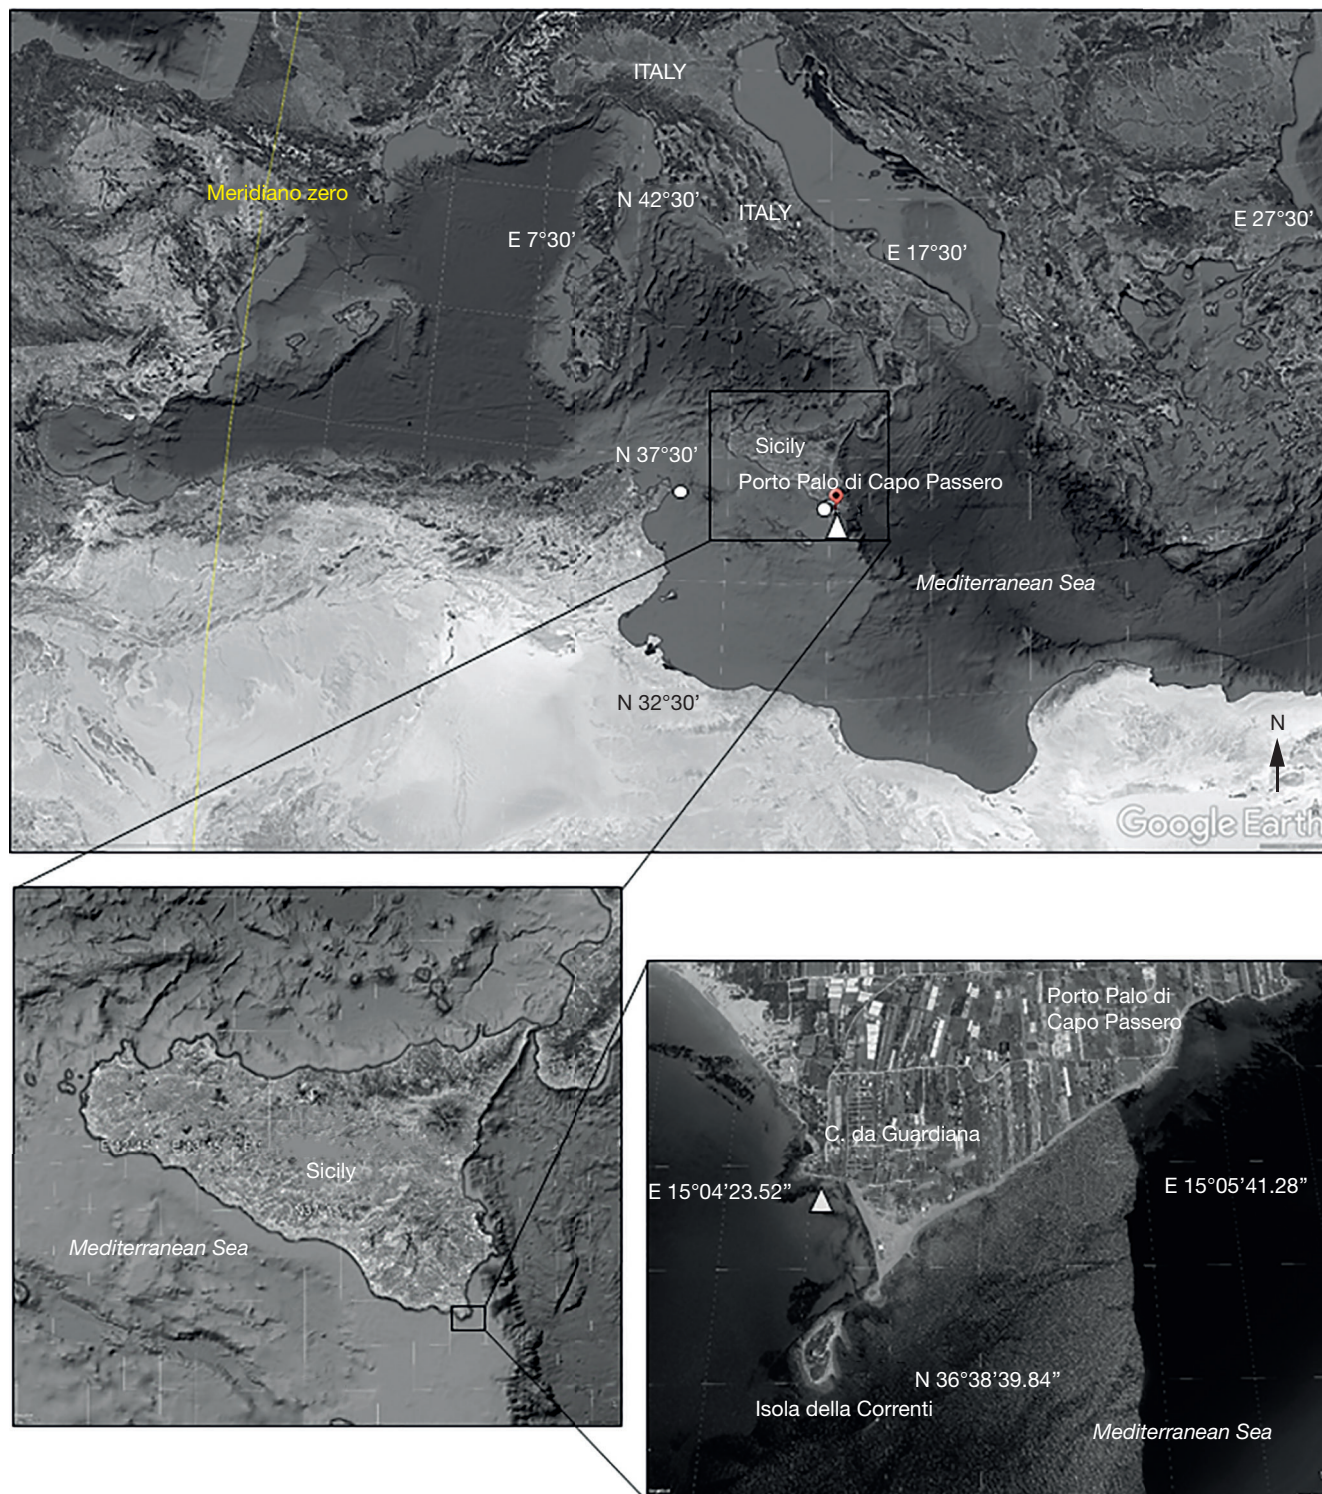 ITALY
Meridiano zero
N 42°30’
ITALY
E 7°30’
E 17°30’
E 27°30’
Sicily
N 37°30’
Porto Palo di Capo Passero
Mediterranean Sea
N 32°30’
N
Google Earth
Sicily
Mediterranean Sea
Porto Palo di
Capo Passero
C. da Guardiana
E 15°04’23.52”
E 15°05’41.28”
N 36°38’39.84”
Isola della Correnti
Mediterranean Sea